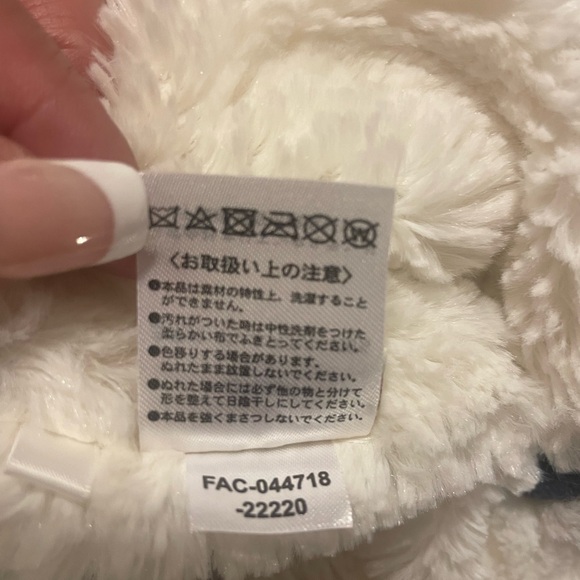 〈お取扱い上の注意〉
●本品は素材の特性上、洗濯すること
ができません。
●汚れがついた時は中性洗剤をつけた
柔らかい布でふきとってください。
●色移りする場合があります。
ぬれたまま放置しないでください。
●ぬれた場合には必ず他の物と分けて
形を整えて日陰干しにしてください。
●本品を強くまさつしないでください。
FAC-044718
-22220